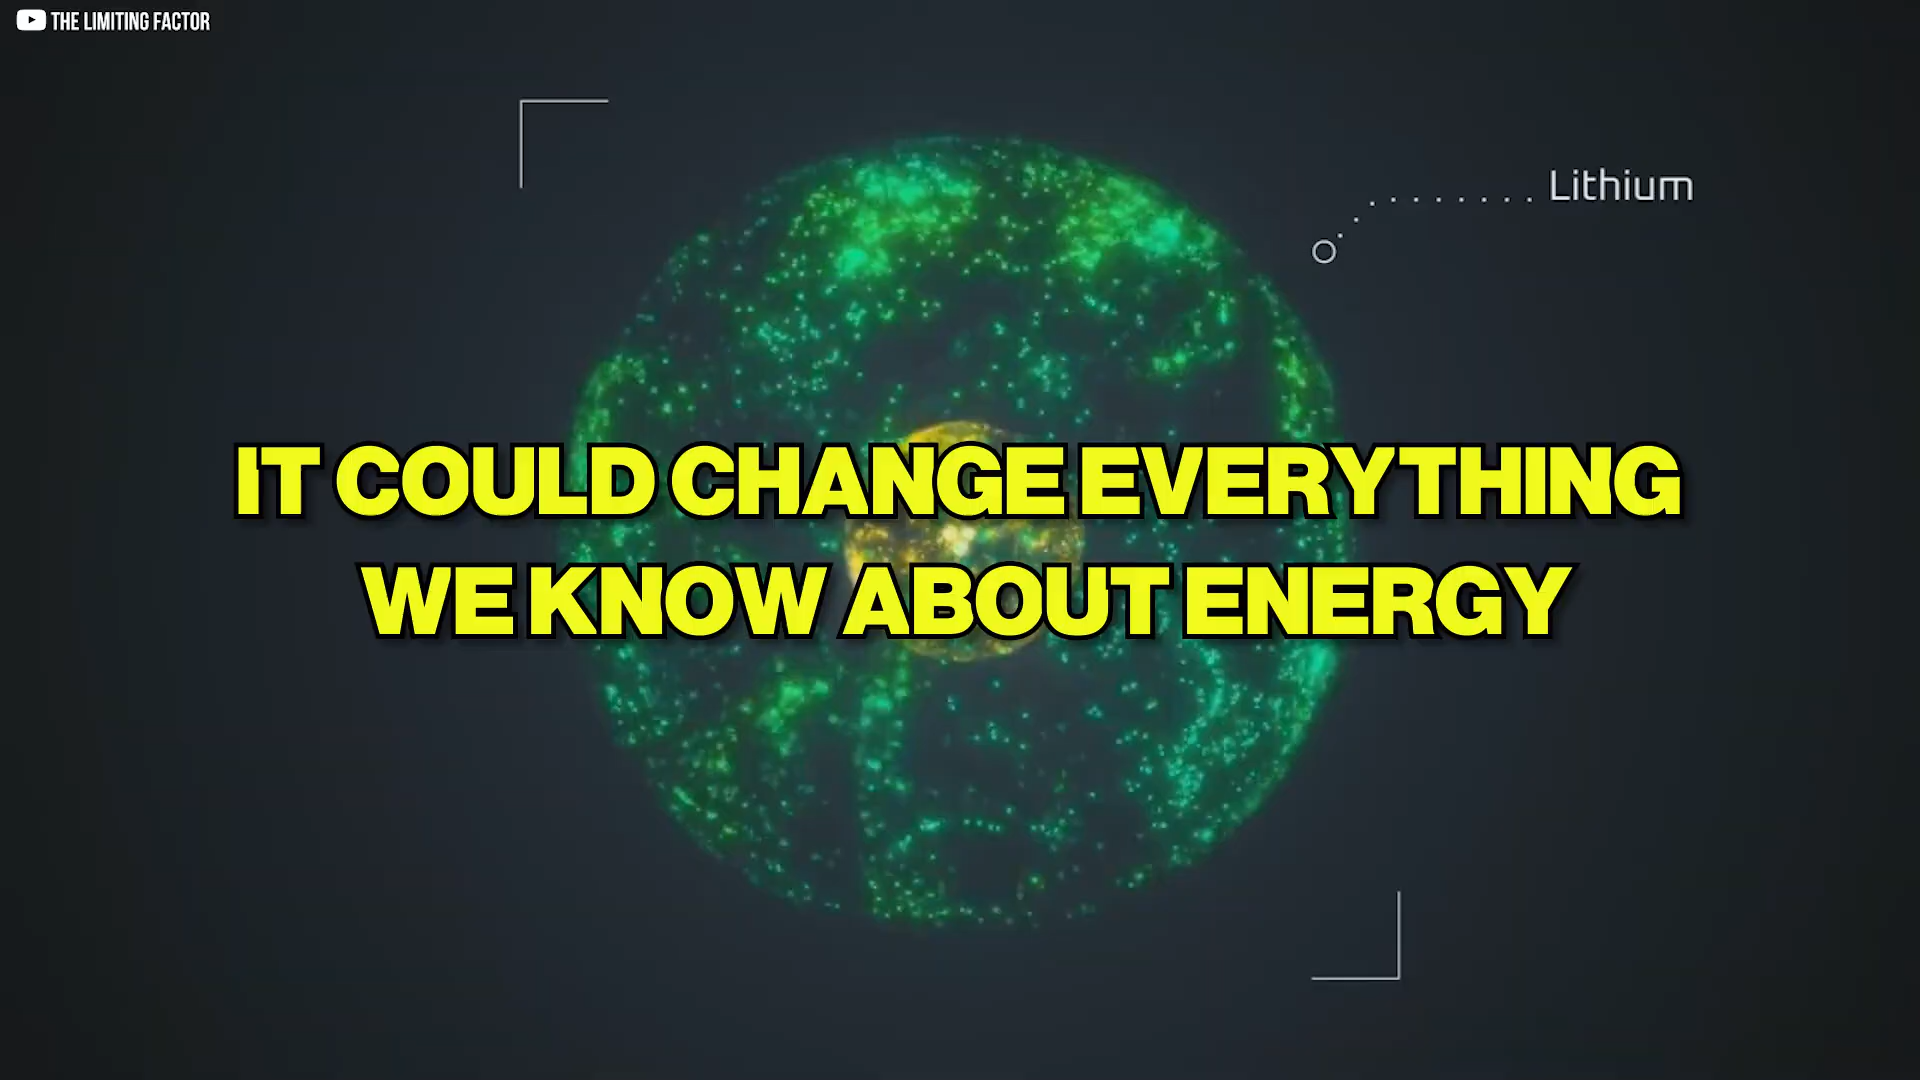 THE LIMITING FACTOR
Lithium
IT COULD CHANGE EVERYTHING
WE KNOW ABOUT ENERGY